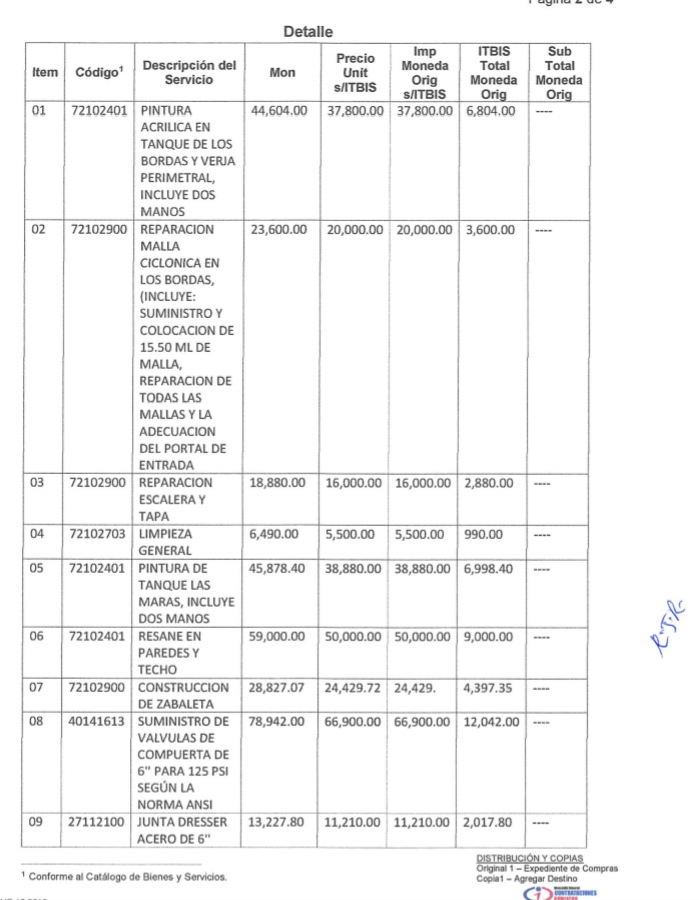 Página 2 de 4
Detalle
Item Código¹ Descripción del Servicio Mon Precio Unit s/ITBIS Imp Moneda Orig s/ITBIS ITBIS Total Moneda Orig Sub Total Moneda Orig
01 72102401 PINTURA 44,604.00 37,800.00 37,800.00 6,804.00 ----
ACRILICA EN
TANQUE DE LOS
BORDAS Y VERJA
PERIMETRAL,
INCLUYE DOS
MANOS
02 72102900 REPARACION 23,600.00 20,000.00 20,000.00 3,600.00 ----
MALLA
CICLONICA EN
LOS BORDAS,
(INCLUYE:
SUMINISTRO Y
COLOCACION DE
15.50 ML DE
MALLA,
REPARACION DE
TODAS LAS
MALLAS Y LA
ADECUACION
DEL PORTAL DE
ENTRADA
03 72102900 REPARACION 18,880.00 16,000.00 16,000.00 2,880.00 ----
ESCALERA Y
TAPA
04 72102703 LIMPIEZA 6,490.00 5,500.00 5,500.00 990.00 ----
GENERAL
05 72102401 PINTURA DE 45,878.40 38,880.00 38,880.00 6,998.40 ----
TANQUE LAS
MARAS, INCLUYE
DOS MANOS
06 72102401 RESANE EN 59,000.00 50,000.00 50,000.00 9,000.00 ----
PAREDES Y
TECHO
07 72102900 CONSTRUCCION 28,827.07 24,429.72 24,429. 4,397.35 ----
DE ZABALETA
08 40141613 SUMINISTRO DE 78,942.00 66,900.00 66,900.00 12,042.00 ----
VALVULAS DE
COMPUERTA DE
6" PARA 125 PSI
SEGÚN LA
NORMA ANSI
09 27112100 JUNTA DRESSER 13,227.80 11,210.00 11,210.00 2,017.80 ----
ACERO DE 6"
¹ Conforme al Catálogo de Bienes y Servicios.
DISTRIBUCIÓN Y COPIAS
Original 1 – Expediente de Compras
Copia1 – Agregar Destino
CONTRATACIONES